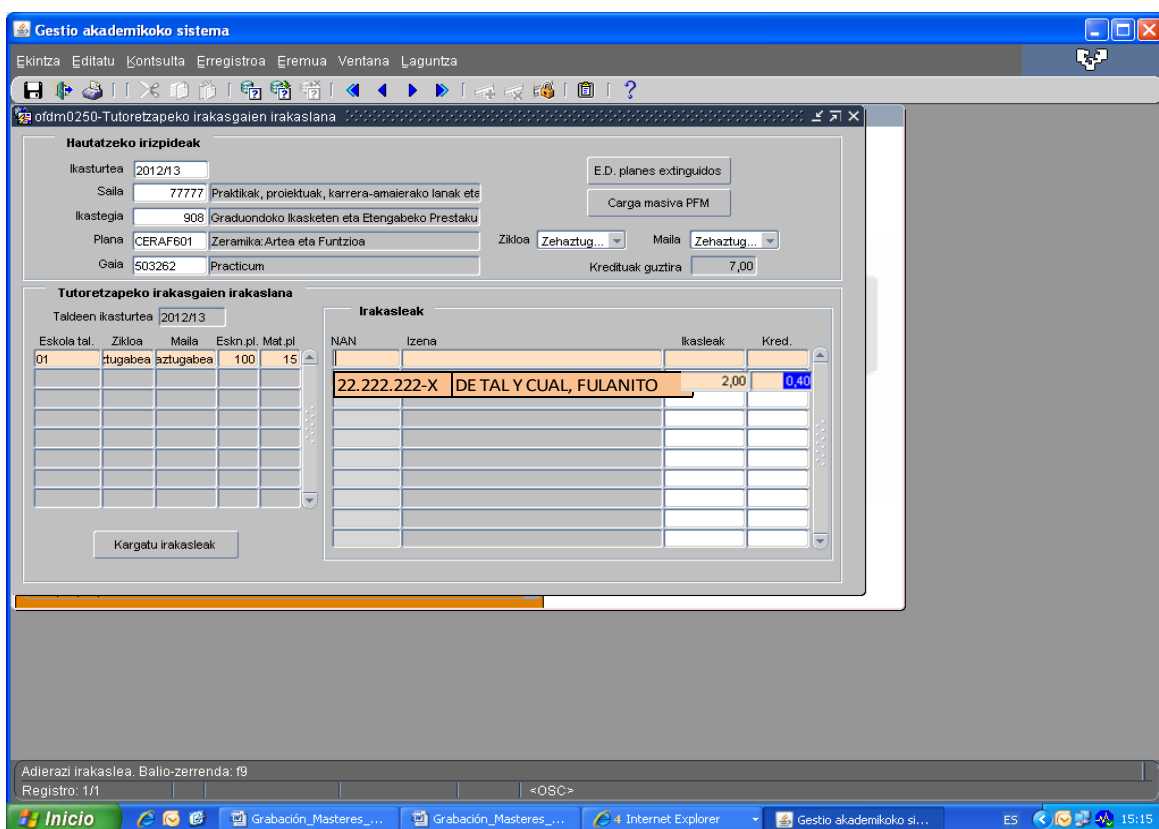 Gestio akademikoko sistema
Ekintza Editatu Kontsulta Erregistroa Eremua Ventana Laguntza
ofdm0250-Tutoretzapeko irakasgaien irakaslana
Hautatzeko irizpideak
Ikasturtea 2012/13
E.D. planes extinguidos
Saila 77777 Praktikak, proiektuak, karrera-amaierako lanak eta
Carga masiva PFM
Ikastegia 908 Graduondoko Ikasketen eta Etengabeko Prestaku
Plana CERAF601 Zeramika: Artea eta Funtzioa Zikloa Zehaztug... Maila Zehaztug...
Gaia 503262 Practicum Kredituak guztira 7,00
Tutoretzapeko irakasgaien irakaslana
Taldeen ikasturtea 2012/13
Irakasleak
Eskola tal. Zikloa Maila Eskn.pl. Mat.pl NAN Izena Ikasleak Kred.
01 ztugabea aztugabea 100 15
22.222.222-X DE TAL Y CUAL, FULANITO 2,00 0,40
Kargatu irakasleak
Adierazi irakaslea. Balio-zerrenda: f9
Registro: 1/1 <OSC>
Inicio Grabación_Masteres_... Grabación_Masteres_... 4 Internet Explorer Gestio akademikoko si... ES 15:15